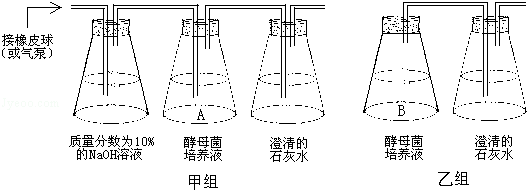 接橡皮球
(或气泵)
A
B
质量分数为10%
的NaOH溶液
酵母菌
培养液
澄清的
石灰水
酵母菌
培养液
澄清的
石灰水
甲组
乙组